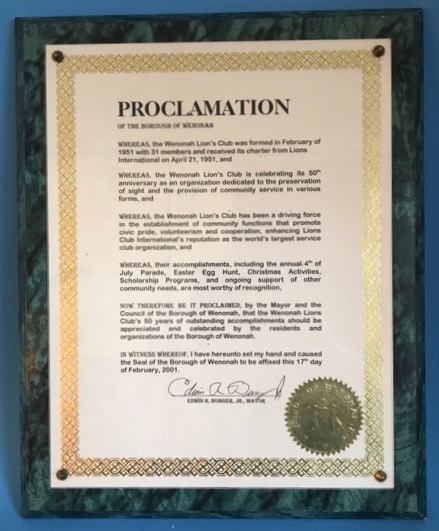 PROCLAMATION
OF THE BOROUGH OF WENONAH
WHEREAS, the Wenonah Lion's Club was formed in February of
1951 with 31 members and received its charter from Lions
International on April 21, 1951, and
WHEREAS, the Wenonah Lion's Club is celebrating its 50th
anniversary as an organization dedicated to the preservation
of sight and the provision of community service in various
forms, and
WHEREAS, the Wenonah Lion's Club has been a driving force
in the establishment of community functions that promote
civic pride, volunteerism and cooperation, enhancing Lions
Club International's reputation as the world's largest service
club organization, and
WHEREAS, their accomplishments, including the annual 4th of
July Parade, Easter Egg Hunt, Christmas Activities,
Scholarship Programs, and ongoing support of other
community needs, are most worthy of recognition,
NOW THEREFORE BE IT PROCLAIMED, by the Mayor and the
Council of the Borough of Wenonah, that the Wenonah Lions
Club's 50 years of outstanding accomplishments should be
appreciated and celebrated by the residents and
organizations of the Borough of Wenonah.
IN WITNESS WHEREOF, I have hereunto set my hand and caused
the Seal of the Borough of Wenonah to be affixed this 17th day
of February, 2001.
EDWIN R. JR., MAYOR